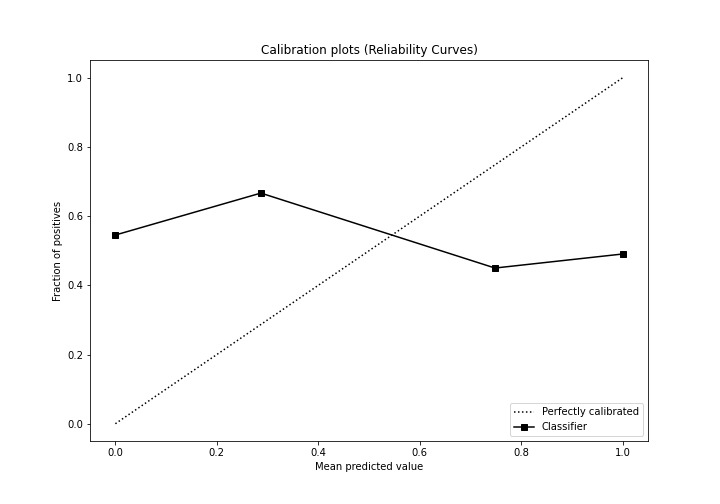 Calibration plots (Reliability Curves)
1.0
0.8
0.6
0.4
0.2
0.0
Fraction of positives
0.0 0.2 0.4 0.6 0.8 1.0
Mean predicted value
Perfectly calibrated
Classifier